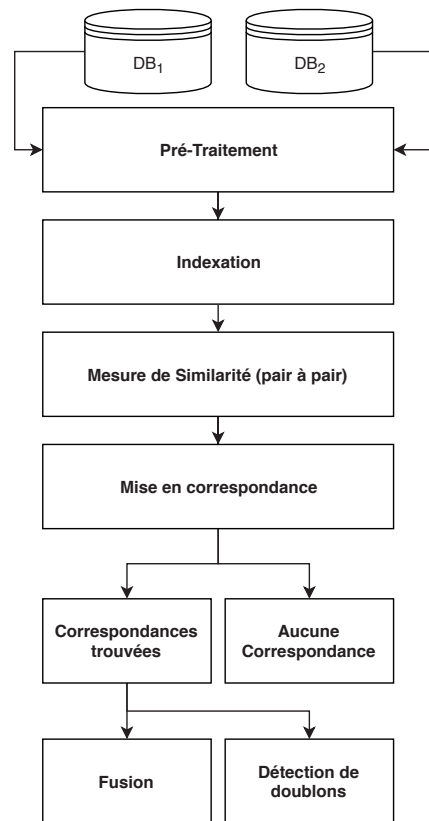 DB₁
DB₂
Pré-Traitement
Indexation
Mesure de Similarité (pair à pair)
Mise en correspondance
Correspondances
trouvées
Aucune
Correspondance
Fusion
Détection de
doublons